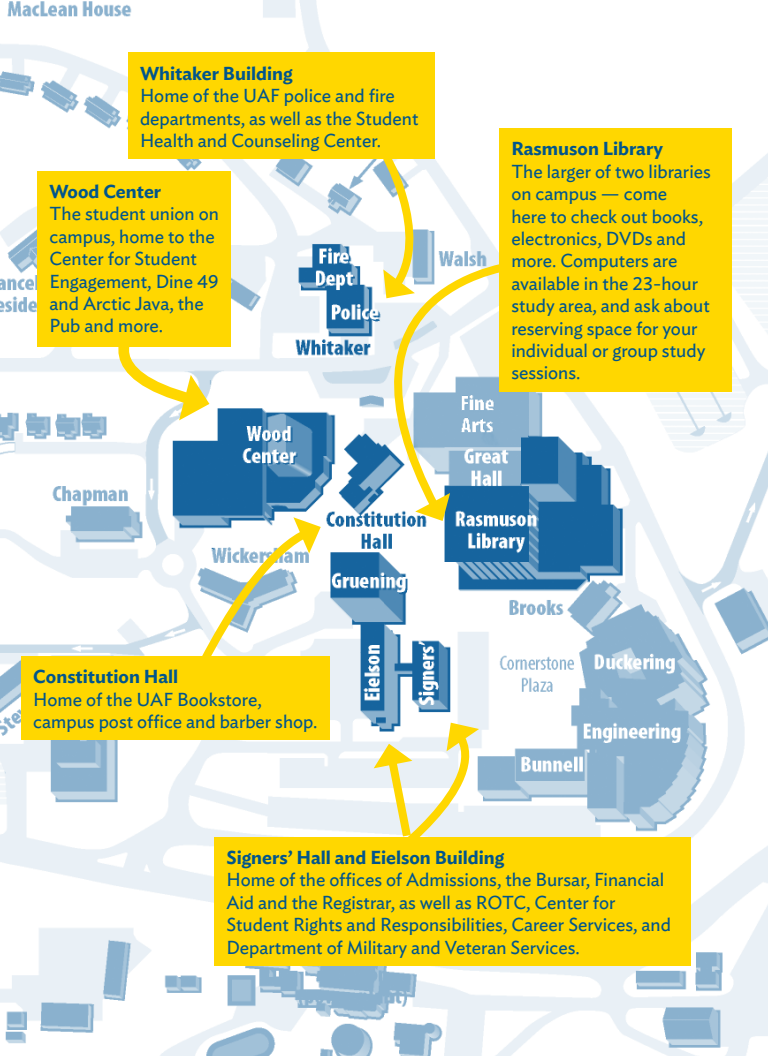 MacLean House
Whitaker Building
Home of the UAF police and fire
departments, as well as the Student
Health and Counseling Center.
Rasmuson Library
The larger of two libraries
on campus — come
here to check out books,
electronics, DVDs and
more. Computers are
available in the 23-hour
study area, and ask about
reserving space for your
individual or group study
sessions.
Wood Center
The student union on
campus, home to the
Center for Student
Engagement, Dine 49
and Arctic Java, the
Pub and more.
Fire
Dept
Police
Whitaker
Walsh
Fine
Arts
Great
Hall
Wood
Center
Chapman
Constitution
Hall
Rasmuson
Library
Wickersham
Gruening
Brooks
Eielson
Signers'
Cornerstone
Plaza
Duckering
Constitution Hall
Home of the UAF Bookstore,
campus post office and barber shop.
Engineering
Bunnell
Signers’ Hall and Eielson Building
Home of the offices of Admissions, the Bursar, Financial
Aid and the Registrar, as well as ROTC, Center for
Student Rights and Responsibilities, Career Services, and
Department of Military and Veteran Services.